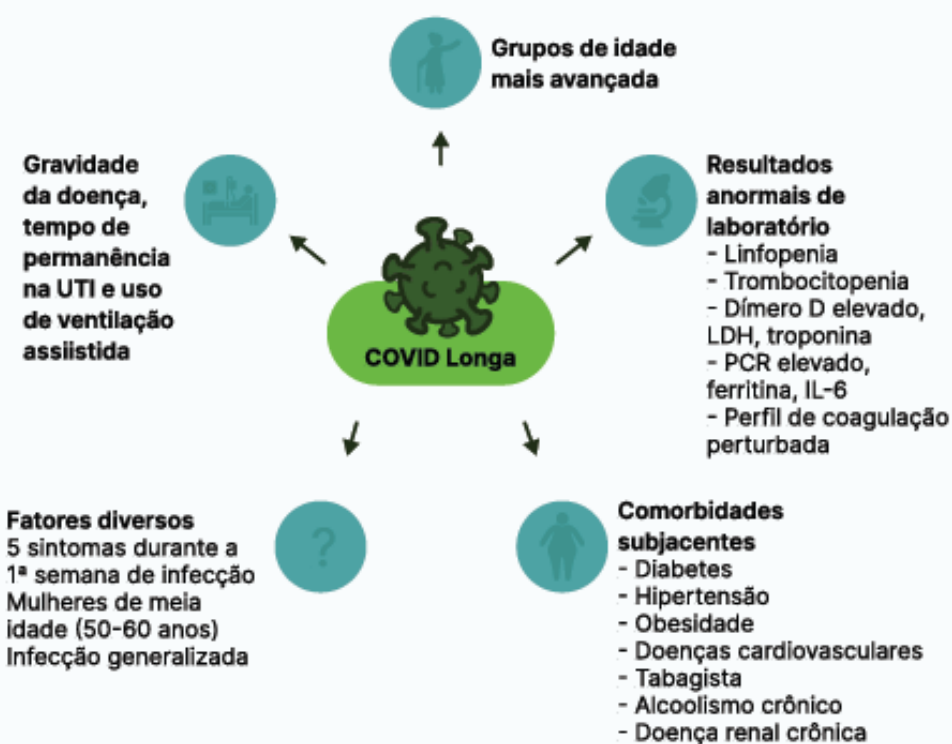 Grupos de idade
mais avançada
Gravidade
da doença,
tempo de
permanência
na UTI e uso
de ventilação
assiistida
Resultados
anormais de
laboratório
- Linfopenia
- Trombocitopenia
- Dímero D elevado,
LDH, troponina
- PCR elevado,
ferritina, IL-6
- Perfil de coagulação
perturbada
COVID Longa
Fatores diversos
5 sintomas durante a
1ª semana de infecção
Mulheres de meia
idade (50-60 anos)
Infecção generalizada
?
Comorbidades
subjacentes
- Diabetes
- Hipertensão
- Obesidade
- Doenças cardiovasculares
- Tabagista
- Alcoolismo crônico
- Doença renal crônica